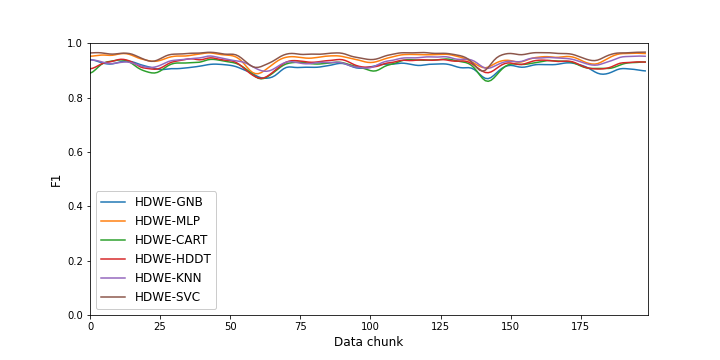 1.0
0.8
0.6
0.4
0.2
0.0
F1
HDWE-GNB
HDWE-MLP
HDWE-CART
HDWE-HDDT
HDWE-KNN
HDWE-SVC
0 25 50 75 100 125 150 175
Data chunk